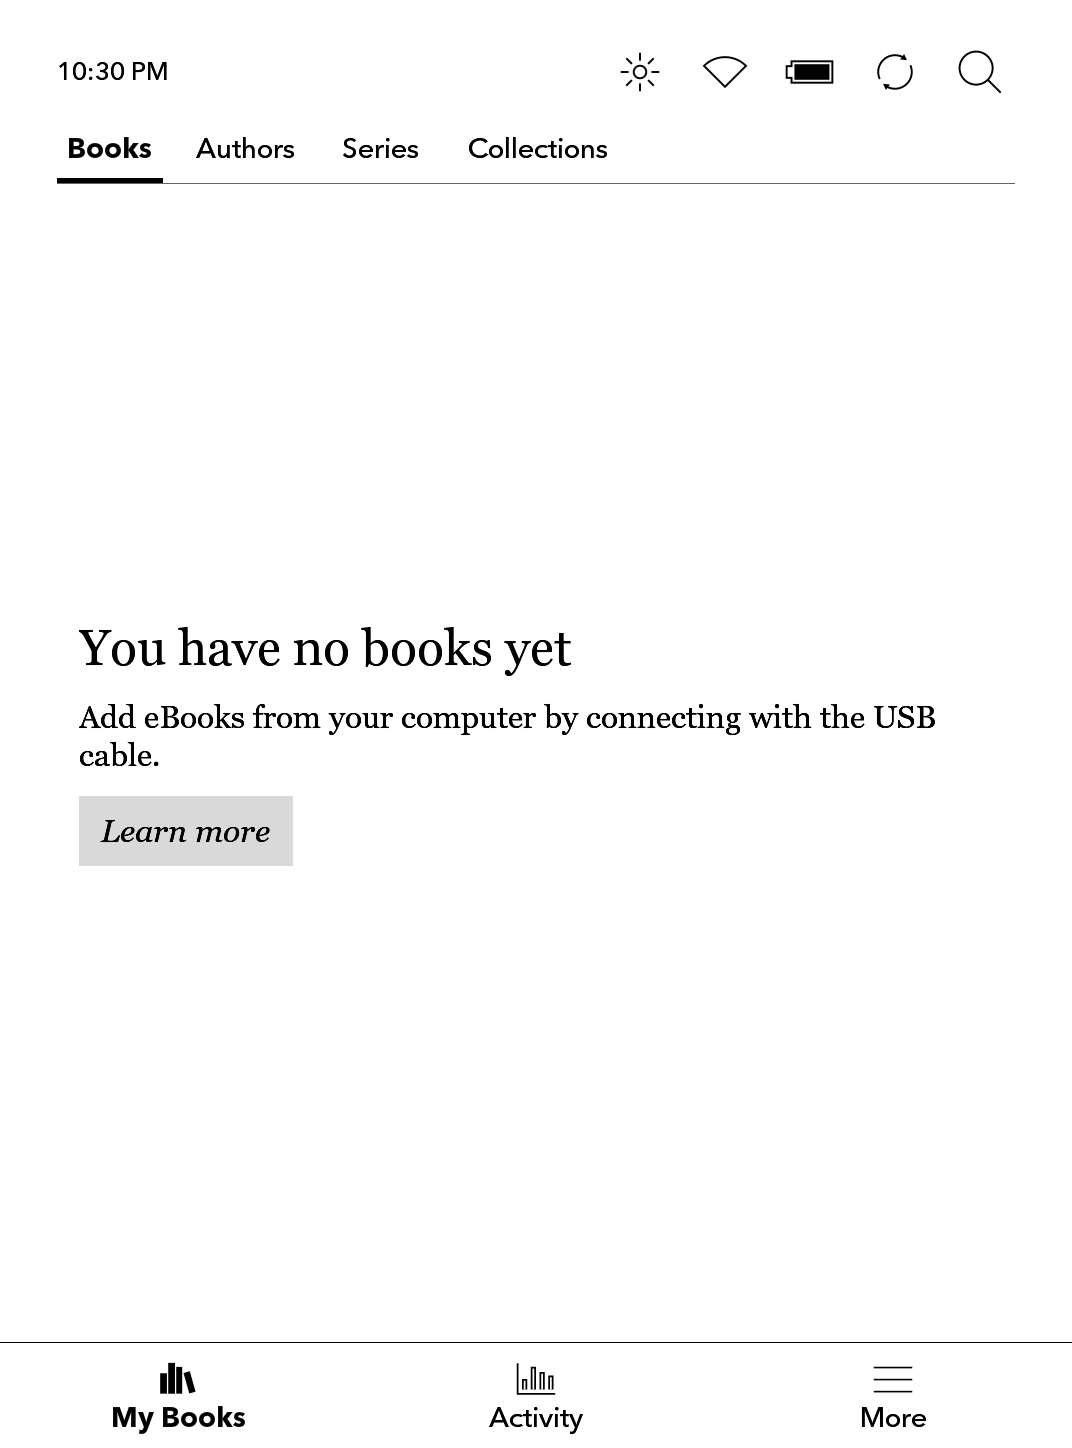 10:30 PM
Books Authors Series Collections
You have no books yet
Add eBooks from your computer by connecting with the USB
cable.
Learn more
My Books Activity More